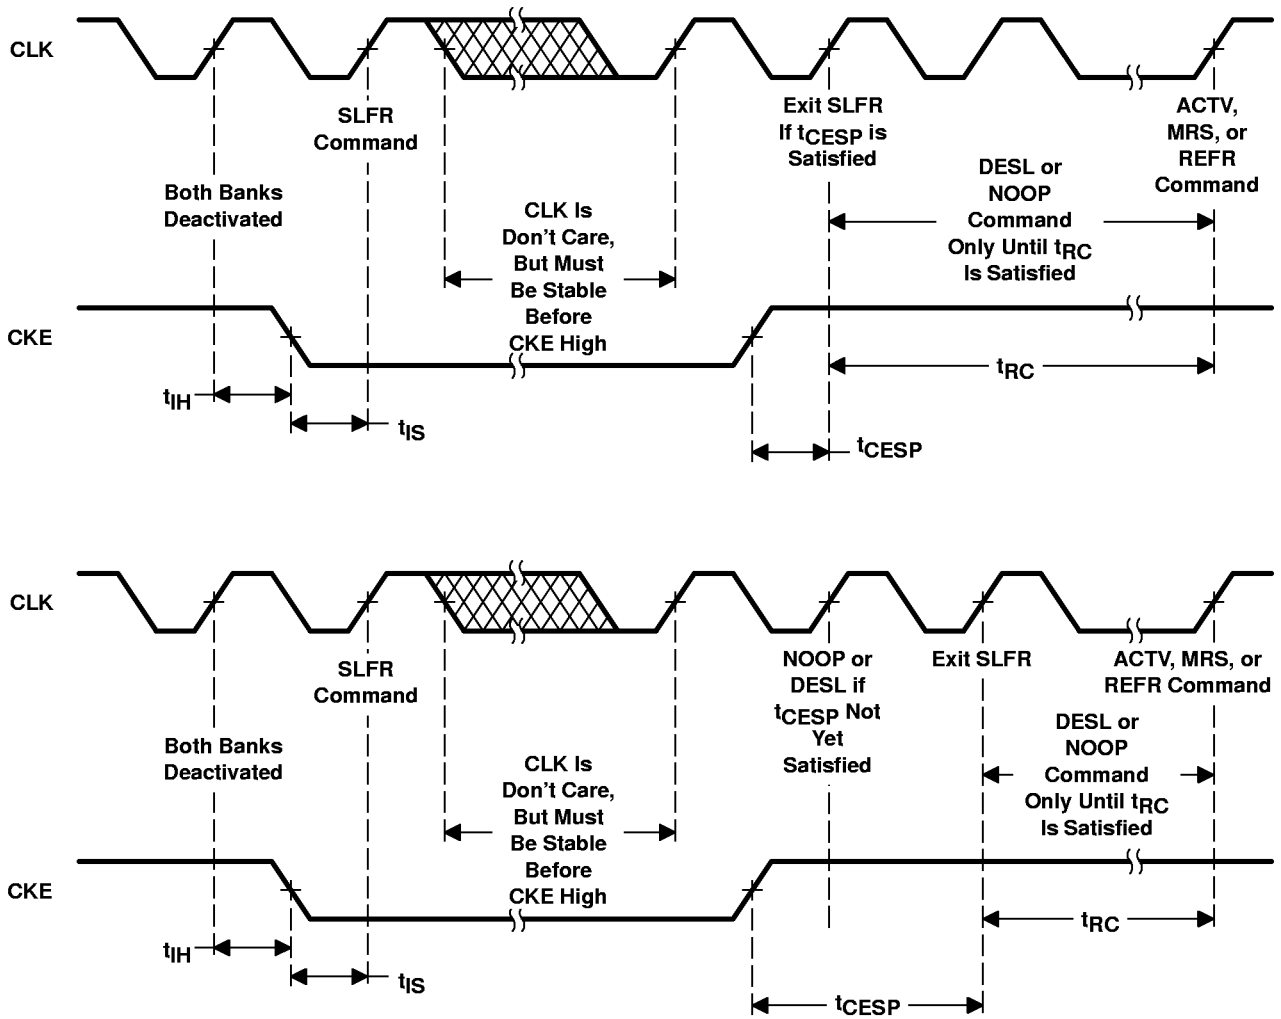 CLK
SLFR
Command
Both Banks
Deactivated
CLK Is
Don't Care,
But Must
Be Stable
Before
CKE High
Exit SLFR
If tCESP is
Satisfied
DESL or
NOOP
Command
Only Until tRC
Is Satisfied
ACTV,
MRS, or
REFR
Command
CKE
tIH
tIS
tCESP
tRC
CLK
SLFR
Command
Both Banks
Deactivated
CLK Is
Don't Care,
But Must
Be Stable
Before
CKE High
NOOP or
DESL if
tCESP Not
Yet
Satisfied
Exit SLFR
ACTV, MRS, or
REFR Command
DESL or
NOOP
Command
Only Until tRC
Is Satisfied
CKE
tIH
tIS
tCESP
tRC